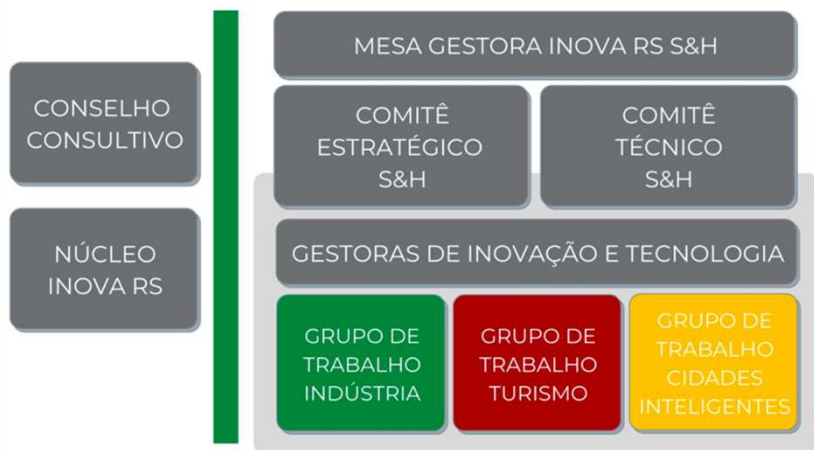 CONSELHO
CONSULTIVO
NÚCLEO
INOVA RS
MESA GESTORA INOVA RS S&H
COMITÊ
ESTRATÉGICO
S&H
COMITÊ
TÉCNICO
S&H
GESTORAS DE INOVAÇÃO E TECNOLOGIA
GRUPO DE
TRABALHO
INDÚSTRIA
GRUPO DE
TRABALHO
TURISMO
GRUPO DE
TRABALHO
CIDADES
INTELIGENTES